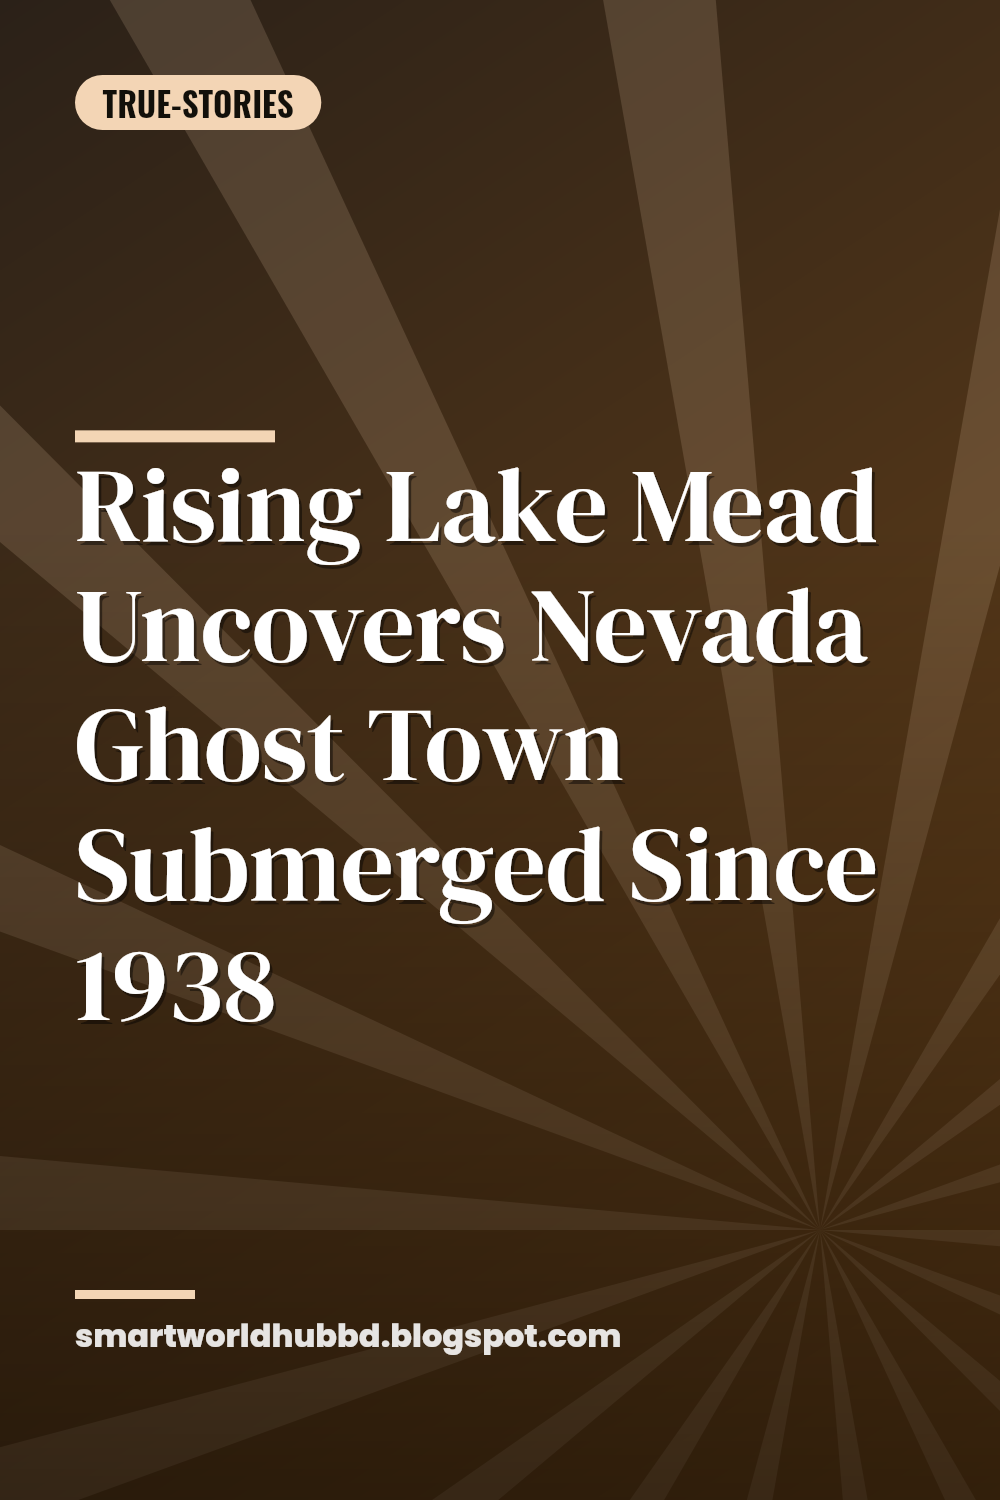 TRUE-STORIES
Rising Lake Mead
Uncovers Nevada
Ghost Town
Submerged Since
1938
smartworldhubbd.blogspot.com